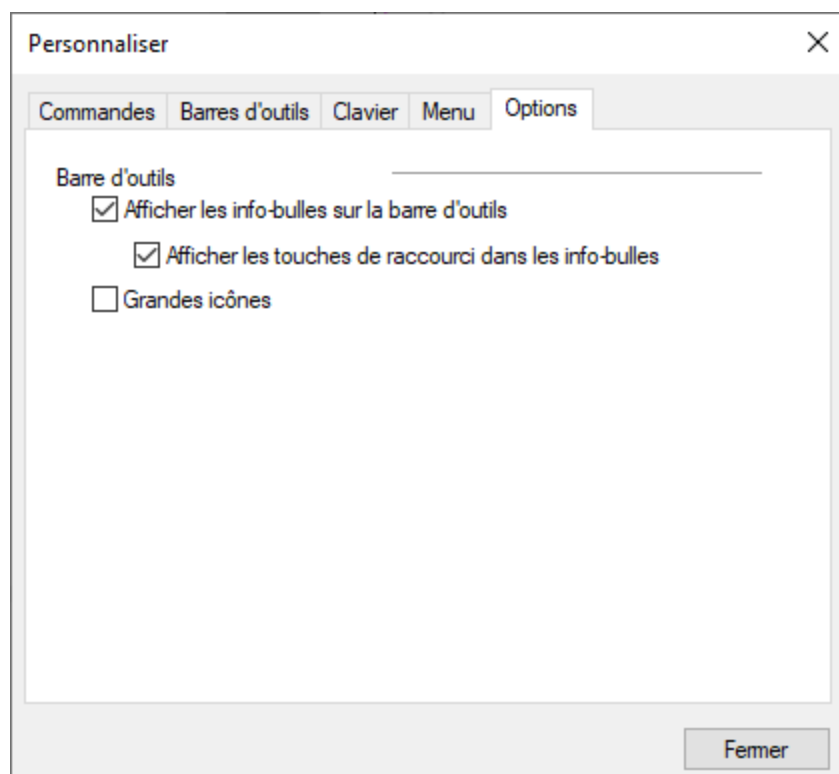 Personnaliser
Commandes Barres d'outils Clavier Menu Options
Barre d'outils
Afficher les info-bulles sur la barre d'outils
Afficher les touches de raccourci dans les info-bulles
Grandes icônes
Fermer